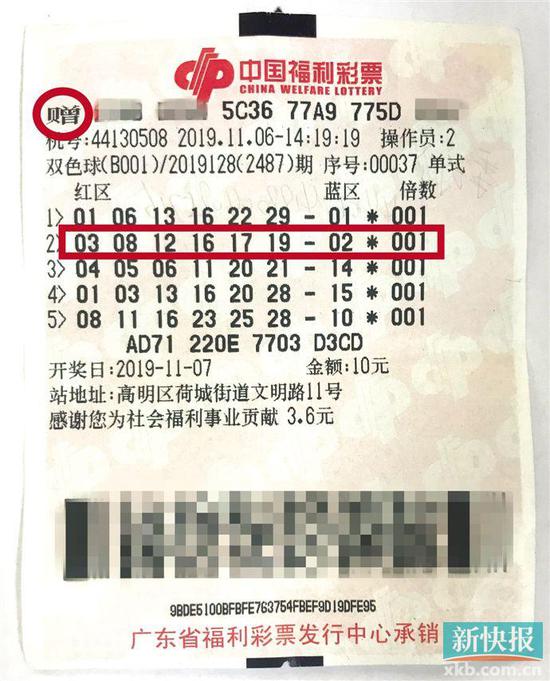 中国福利彩票
CHINA WELFARE LOTTERY
赠 5C36 77A9 775D
机号:44130508 2019.11.06-14:19:19 操作员:2
双色球(B001)/2019128(2487)期 序号:00037 单式
红区 蓝区 倍数
1> 01 06 13 16 22 29 - 01 * 001
2> 03 08 12 16 17 19 - 02 * 001
3> 04 05 06 11 20 21 - 14 * 001
4> 01 03 13 16 20 28 - 15 * 001
5> 08 11 16 23 25 28 - 10 * 001
AD71 220E 7703 D3CD
开奖日:2019-11-07 金额:10元
站地址:高明区荷城街道文明路11号
感谢您为社会福利事业贡献 3.6元
9BDE5100BFBFE763754FBEF9D19DFE95
广东省福利彩票发行中心承销
新快报
xkb.com.cn